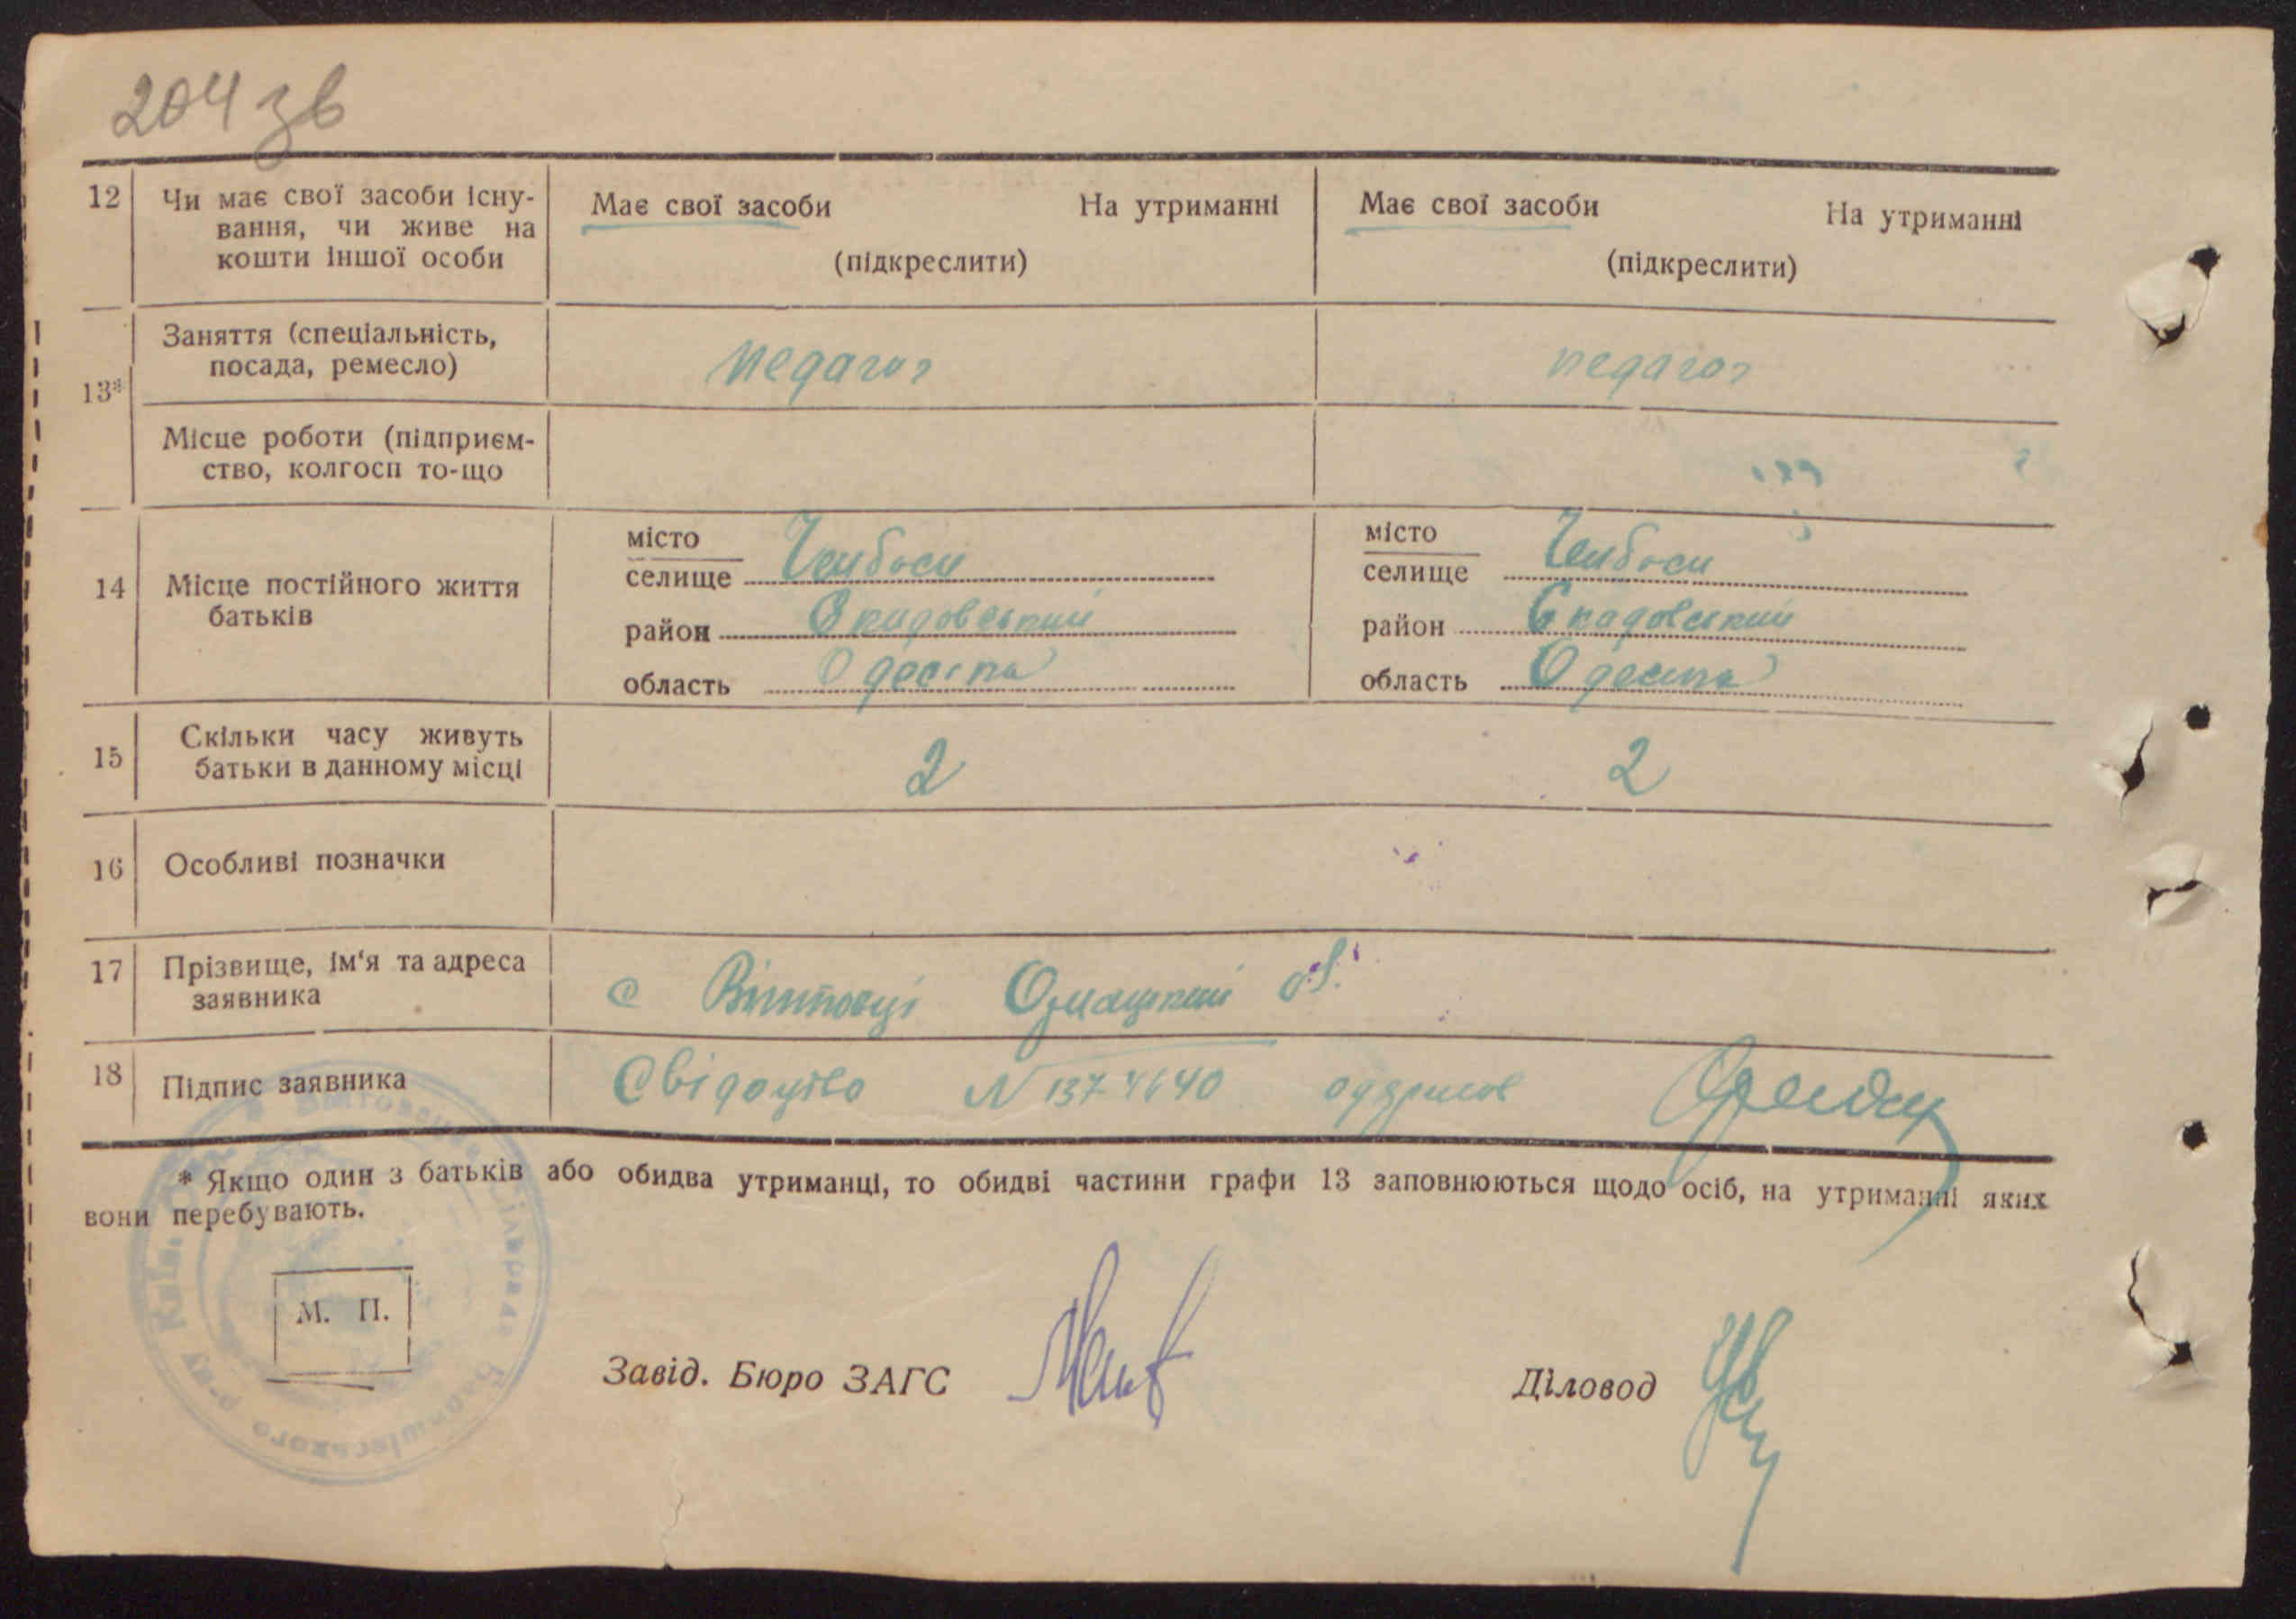 204 зв
12 Чи має свої засоби існу-
вання, чи живе на
кошти іншої особи
Має свої засоби На утриманні
(підкреслити)
Має свої засоби На утриманні
(підкреслити)
13*
Заняття (спеціальність,
посада, ремесло)
педагог
педагог
Місце роботи (підприєм-
ство, колгосп то-що
14 Місце постійного життя
батьків
місто
селище
район Скадовський
область Одеська
місто
селище
район Скадовський
область Одеська
15 Скільки часу живуть
батьки в данному місці
2
2
16 Особливі позначки
17 Прізвище, ім'я та адреса
заявника
с
18 Підпис заявника
Свідоцтво N 1374640 одержав
* Якщо один з батьків або обидва утриманці, то обидві частини графи 13 заповнюються щодо осіб, на утриманні яких
вони перебувають.
М. П.
Завід. Бюро ЗАГС
Діловод